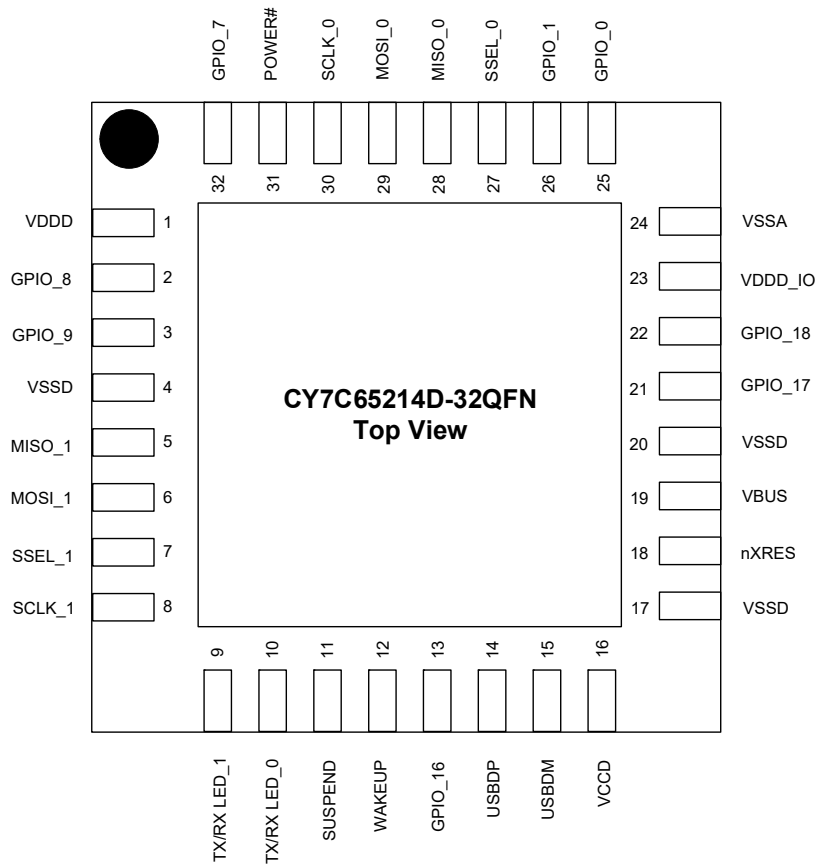 GPIO_7
POWER#
SCLK_0
MOSI_0
MISO_0
SSEL_0
GPIO_1
GPIO_0
32
31
30
29
28
27
26
25
VDDD 1
GPIO_8 2
GPIO_9 3
VSSD 4
MISO_1 5
MOSI_1 6
SSEL_1 7
SCLK_1 8
CY7C65214D-32QFN
Top View
24 VSSA
23 VDDD_IO
22 GPIO_18
21 GPIO_17
20 VSSD
19 VBUS
18 nXRES
17 VSSD
9
10
11
12
13
14
15
16
TX/RX LED_1
TX/RX LED_0
SUSPEND
WAKEUP
GPIO_16
USBDP
USBDM
VCCD